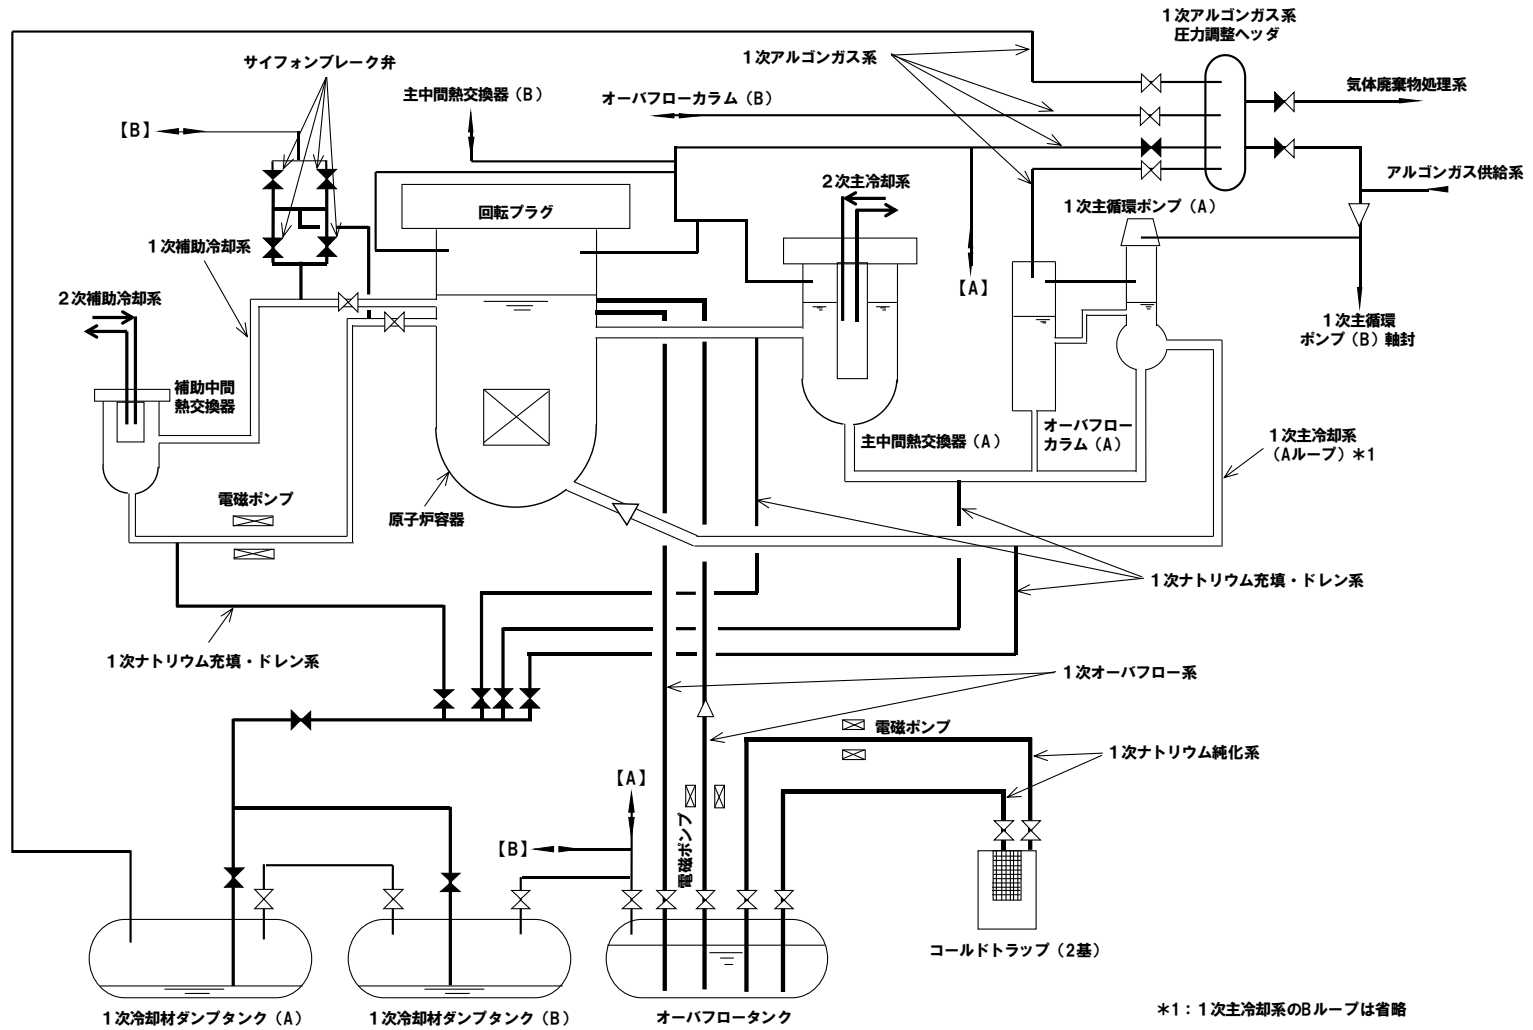 1次アルゴンガス系
圧力調整ヘッダ
1次アルゴンガス系
サイフォンブレーク弁
主中間熱交換器(B)
オーバフローカラム(B)
気体廃棄物処理系
【B】
アルゴンガス供給系
2次主冷却系
回転プラグ
1次主循環ポンプ(A)
1次補助冷却系
【A】
2次補助冷却系
1次主循環
ポンプ(B)軸封
補助中間
熱交換器
主中間熱交換器(A)
オーバフロー
カラム(A)
1次主冷却系
(Aループ)*1
電磁ポンプ
原子炉容器
1次ナトリウム充填・ドレン系
1次ナトリウム充填・ドレン系
1次オーバフロー系
電磁ポンプ
1次ナトリウム純化系
【A】
電磁ポンプ
【B】
コールドトラップ(2基)
1次冷却材ダンプタンク(A)
1次冷却材ダンプタンク(B)
オーバフロータンク
*1:1次主冷却系のBループは省略